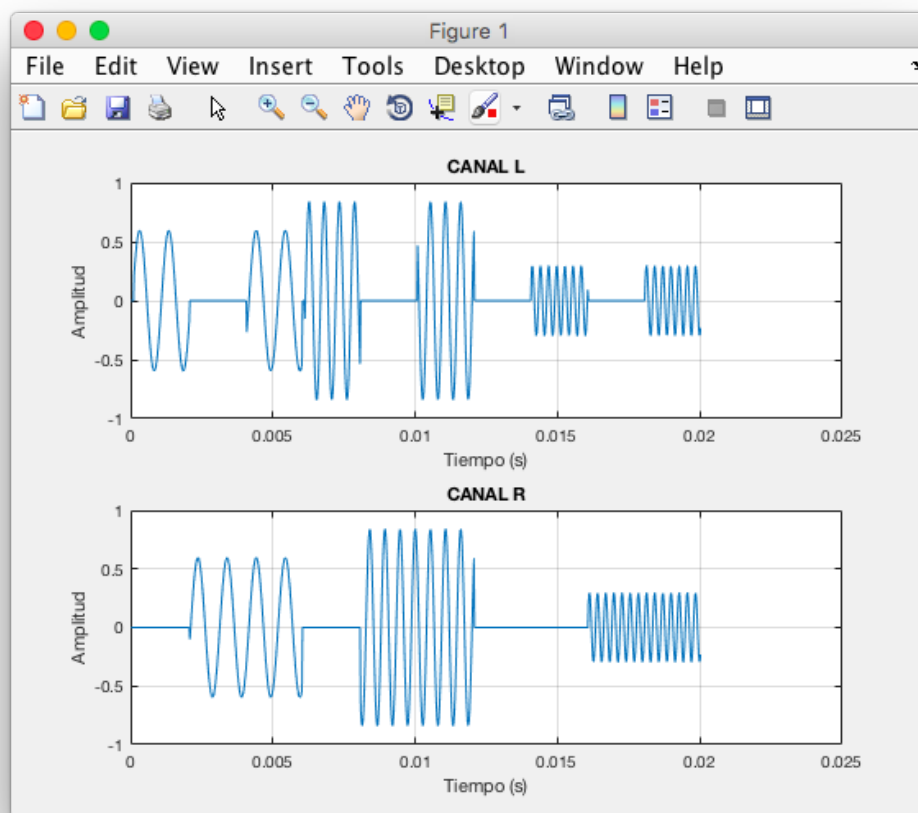 Figure 1
File Edit View Insert Tools Desktop Window Help
CANAL L
1
0.5
0
-0.5
-1
Amplitud
0 0.005 0.01 0.015 0.02 0.025
Tiempo (s)
CANAL R
1
0.5
0
-0.5
-1
Amplitud
0 0.005 0.01 0.015 0.02 0.025
Tiempo (s)